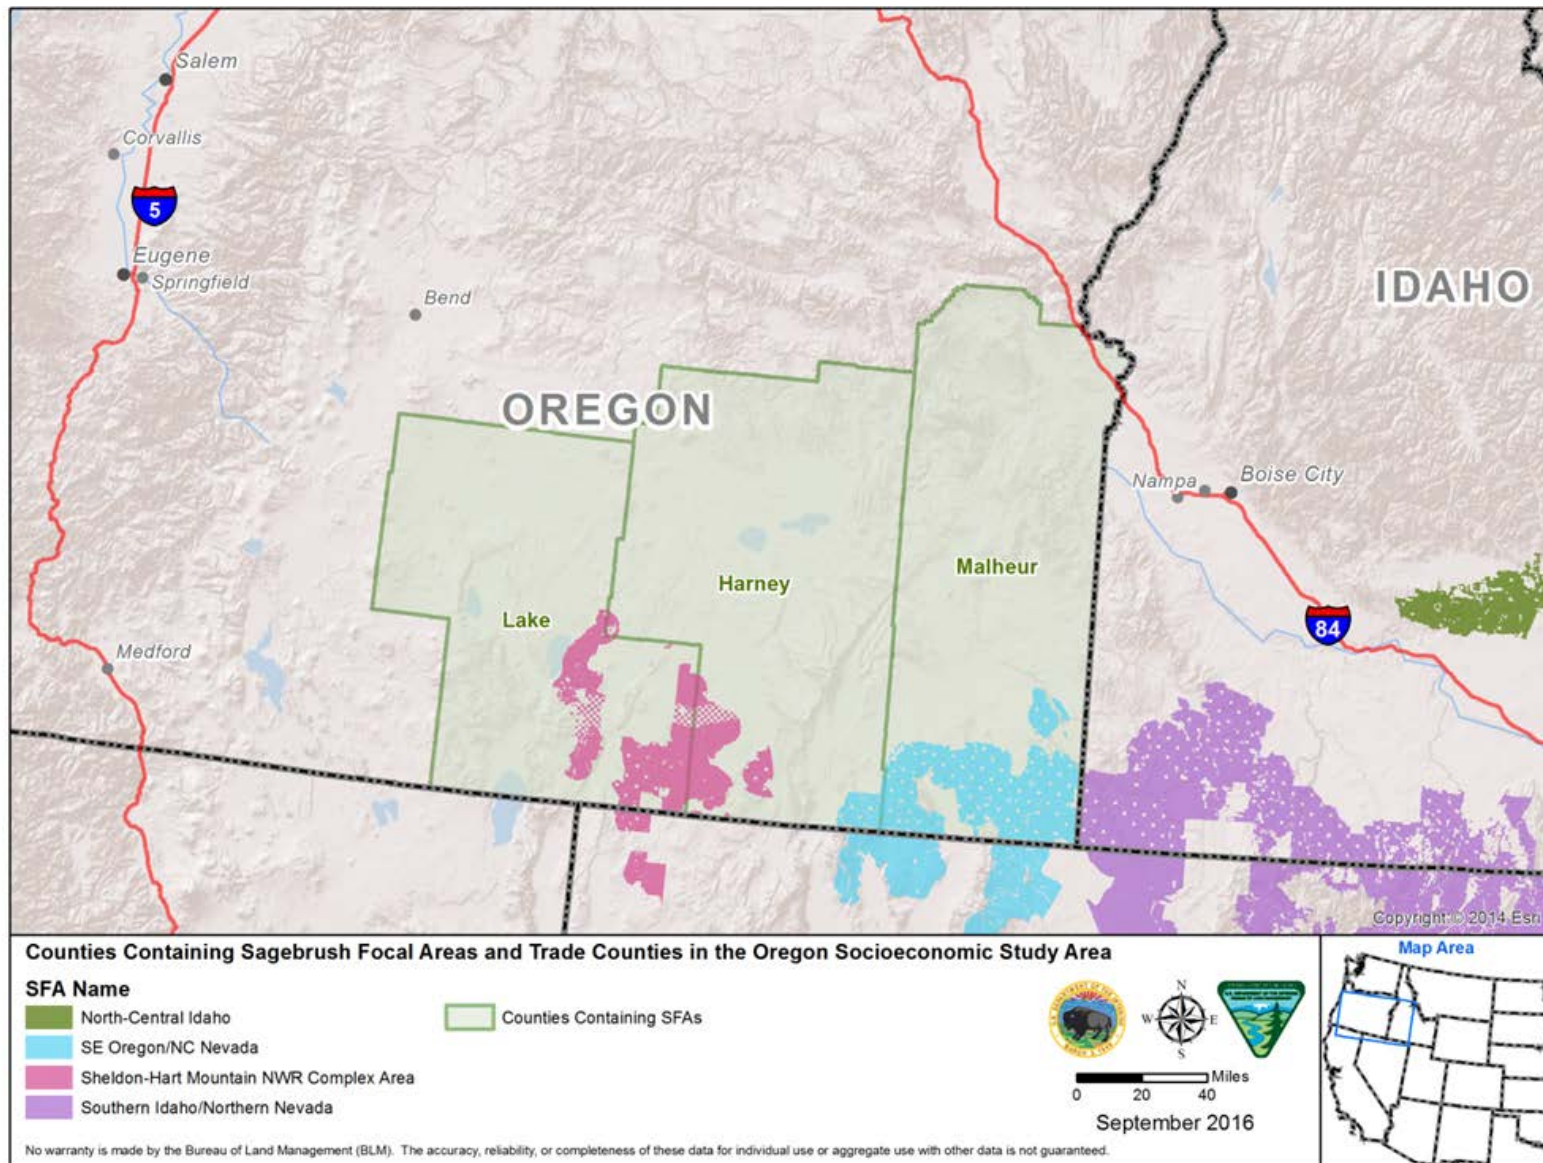 Salem
Corvallis
5
Eugene
Springfield
Bend
IDAHO
OREGON
Nampa
Boise City
Malheur
Harney
Lake
84
Medford
Copyright:© 2014 Esri
Counties Containing Sagebrush Focal Areas and Trade Counties in the Oregon Socioeconomic Study Area
Map Area
SFA Name
North-Central Idaho
Counties Containing SFAs
SE Oregon/NC Nevada
Sheldon-Hart Mountain NWR Complex Area
Southern Idaho/Northern Nevada
N
W
E
S
Miles
0 20 40
September 2016
No warranty is made by the Bureau of Land Management (BLM). The accuracy, reliability, or completeness of these data for individual use or aggregate use with other data is not guaranteed.